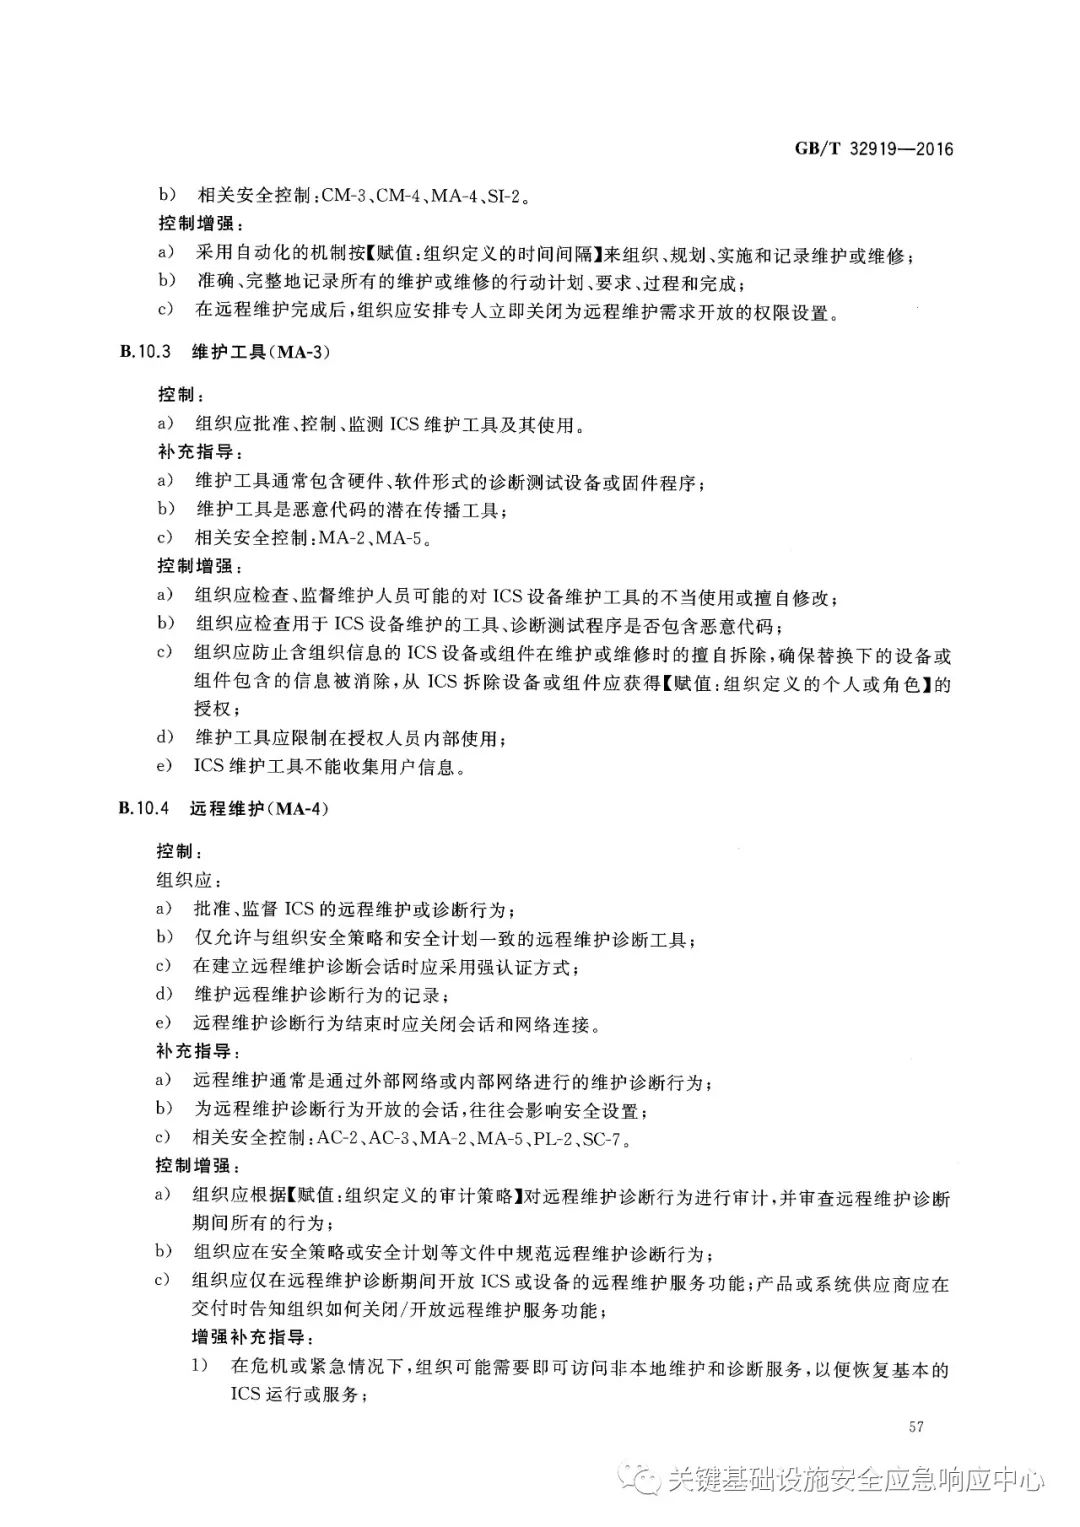 GB/T 32919—2016
b) 相关安全控制:CM-3、CM-4、MA-4、SI-2。
控制增强:
a) 采用自动化的机制按【赋值:组织定义的时间间隔】来组织、规划、实施和记录维护或维修;
b) 准确、完整地记录所有的维护或维修的行动计划、要求、过程和完成;
c) 在远程维护完成后,组织应安排专人立即关闭为远程维护需求开放的权限设置。
B.10.3 维护工具(MA-3)
控制:
a) 组织应批准、控制、监测 ICS 维护工具及其使用。
补充指导:
a) 维护工具通常包含硬件、软件形式的诊断测试设备或固件程序;
b) 维护工具是恶意代码的潜在传播工具;
c) 相关安全控制:MA-2、MA-5。
控制增强:
a) 组织应检查、监督维护人员可能的对 ICS 设备维护工具的不当使用或擅自修改;
b) 组织应检查用于 ICS 设备维护的工具、诊断测试程序是否包含恶意代码;
c) 组织应防止含组织信息的 ICS 设备或组件在维护或维修时的擅自拆除,确保替换下的设备或
组件包含的信息被消除,从 ICS 拆除设备或组件应获得【赋值:组织定义的个人或角色】的
授权;
d) 维护工具应限制在授权人员内部使用;
e) ICS 维护工具不能收集用户信息。
B.10.4 远程维护(MA-4)
控制:
组织应:
a) 批准、监督 ICS 的远程维护或诊断行为;
b) 仅允许与组织安全策略和安全计划一致的远程维护诊断工具;
c) 在建立远程维护诊断会话时应采用强认证方式;
d) 维护远程维护诊断行为的记录;
e) 远程维护诊断行为结束时应关闭会话和网络连接。
补充指导:
a) 远程维护通常是通过外部网络或内部网络进行的维护诊断行为;
b) 为远程维护诊断行为开放的会话,往往会影响安全设置;
c) 相关安全控制:AC-2、AC-3、MA-2、MA-5、PL-2、SC-7。
控制增强:
a) 组织应根据【赋值:组织定义的审计策略】对远程维护诊断行为进行审计,并审查远程维护诊断
期间所有的行为;
b) 组织应在安全策略或安全计划等文件中规范远程维护诊断行为;
c) 组织应仅在远程维护诊断期间开放 ICS 或设备的远程维护服务功能;产品或系统供应商应在
交付时告知组织如何关闭/开放远程维护服务功能;
增强补充指导:
1) 在危机或紧急情况下,组织可能需要即可访问非本地维护和诊断服务,以便恢复基本的
ICS 运行或服务;
57
关键基础设施安全应急响应中心